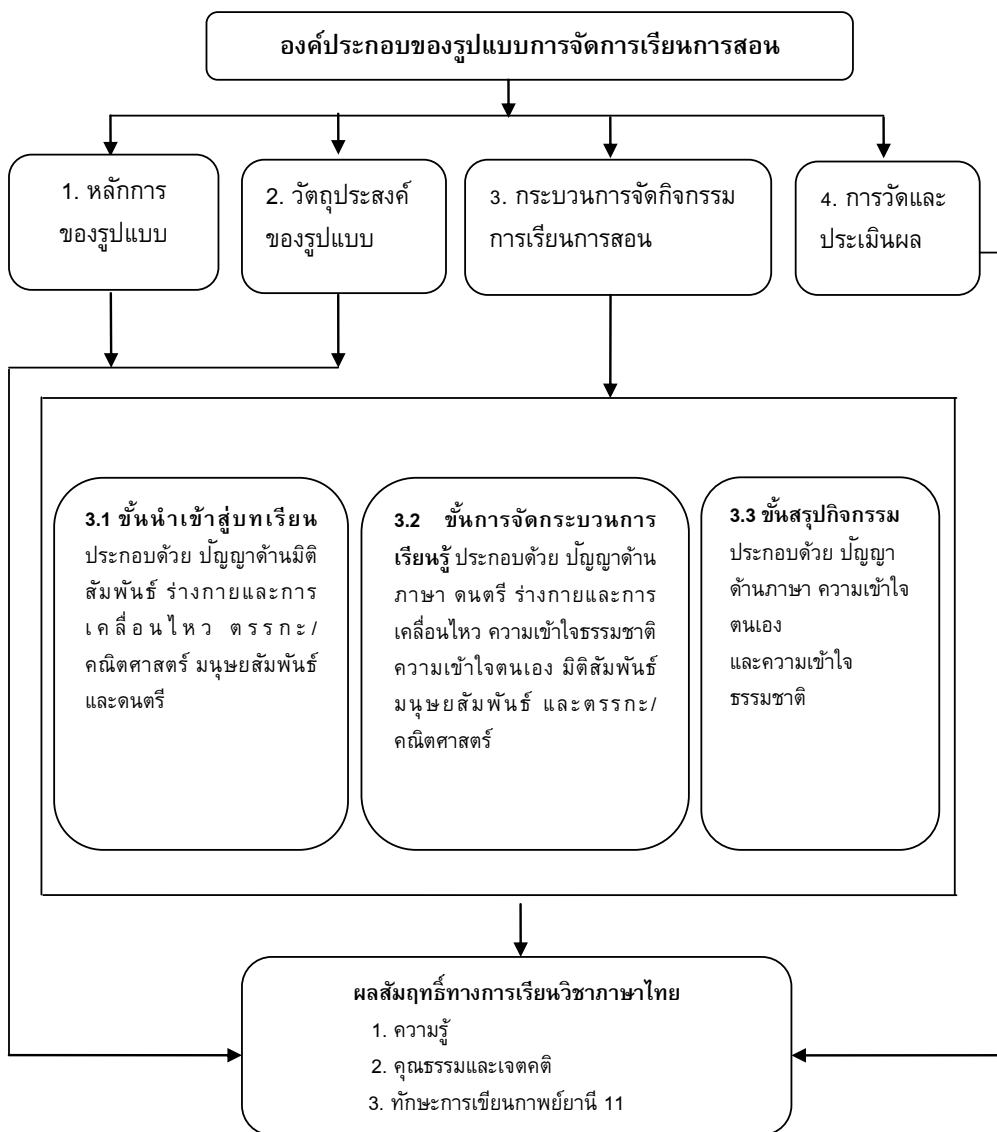 องค์ประกอบของรูปแบบการจัดการเรียนการสอน
1. หลักการ
ของรูปแบบ
2. วัตถุประสงค์
ของรูปแบบ
3. กระบวนการจัดกิจกรรม
การเรียนการสอน
4. การวัดและ
ประเมินผล
3.1 ขั้นนำเข้าสู่บทเรียน
ประกอบด้วย ปัญญาด้านมิติ
สัมพันธ์ ร่างกายและการ
เคลื่อนไหว ตรรกะ/
คณิตศาสตร์ มนุษยสัมพันธ์
และดนตรี
3.2 ขั้นการจัดกระบวนการ
เรียนรู้ ประกอบด้วย ปัญญาด้าน
ภาษา ดนตรี ร่างกายและการ
เคลื่อนไหว ความเข้าใจธรรมชาติ
ความเข้าใจตนเอง มิติสัมพันธ์
มนุษยสัมพันธ์ และตรรกะ/
คณิตศาสตร์
3.3 ขั้นสรุปกิจกรรม
ประกอบด้วย ปัญญา
ด้านภาษา ความเข้าใจ
ตนเอง
และความเข้าใจ
ธรรมชาติ
ผลสัมฤทธิ์ทางการเรียนวิชาภาษาไทย
1. ความรู้
2. คุณธรรมและเจตคติ
3. ทักษะการเขียนกาพย์ยานี 11